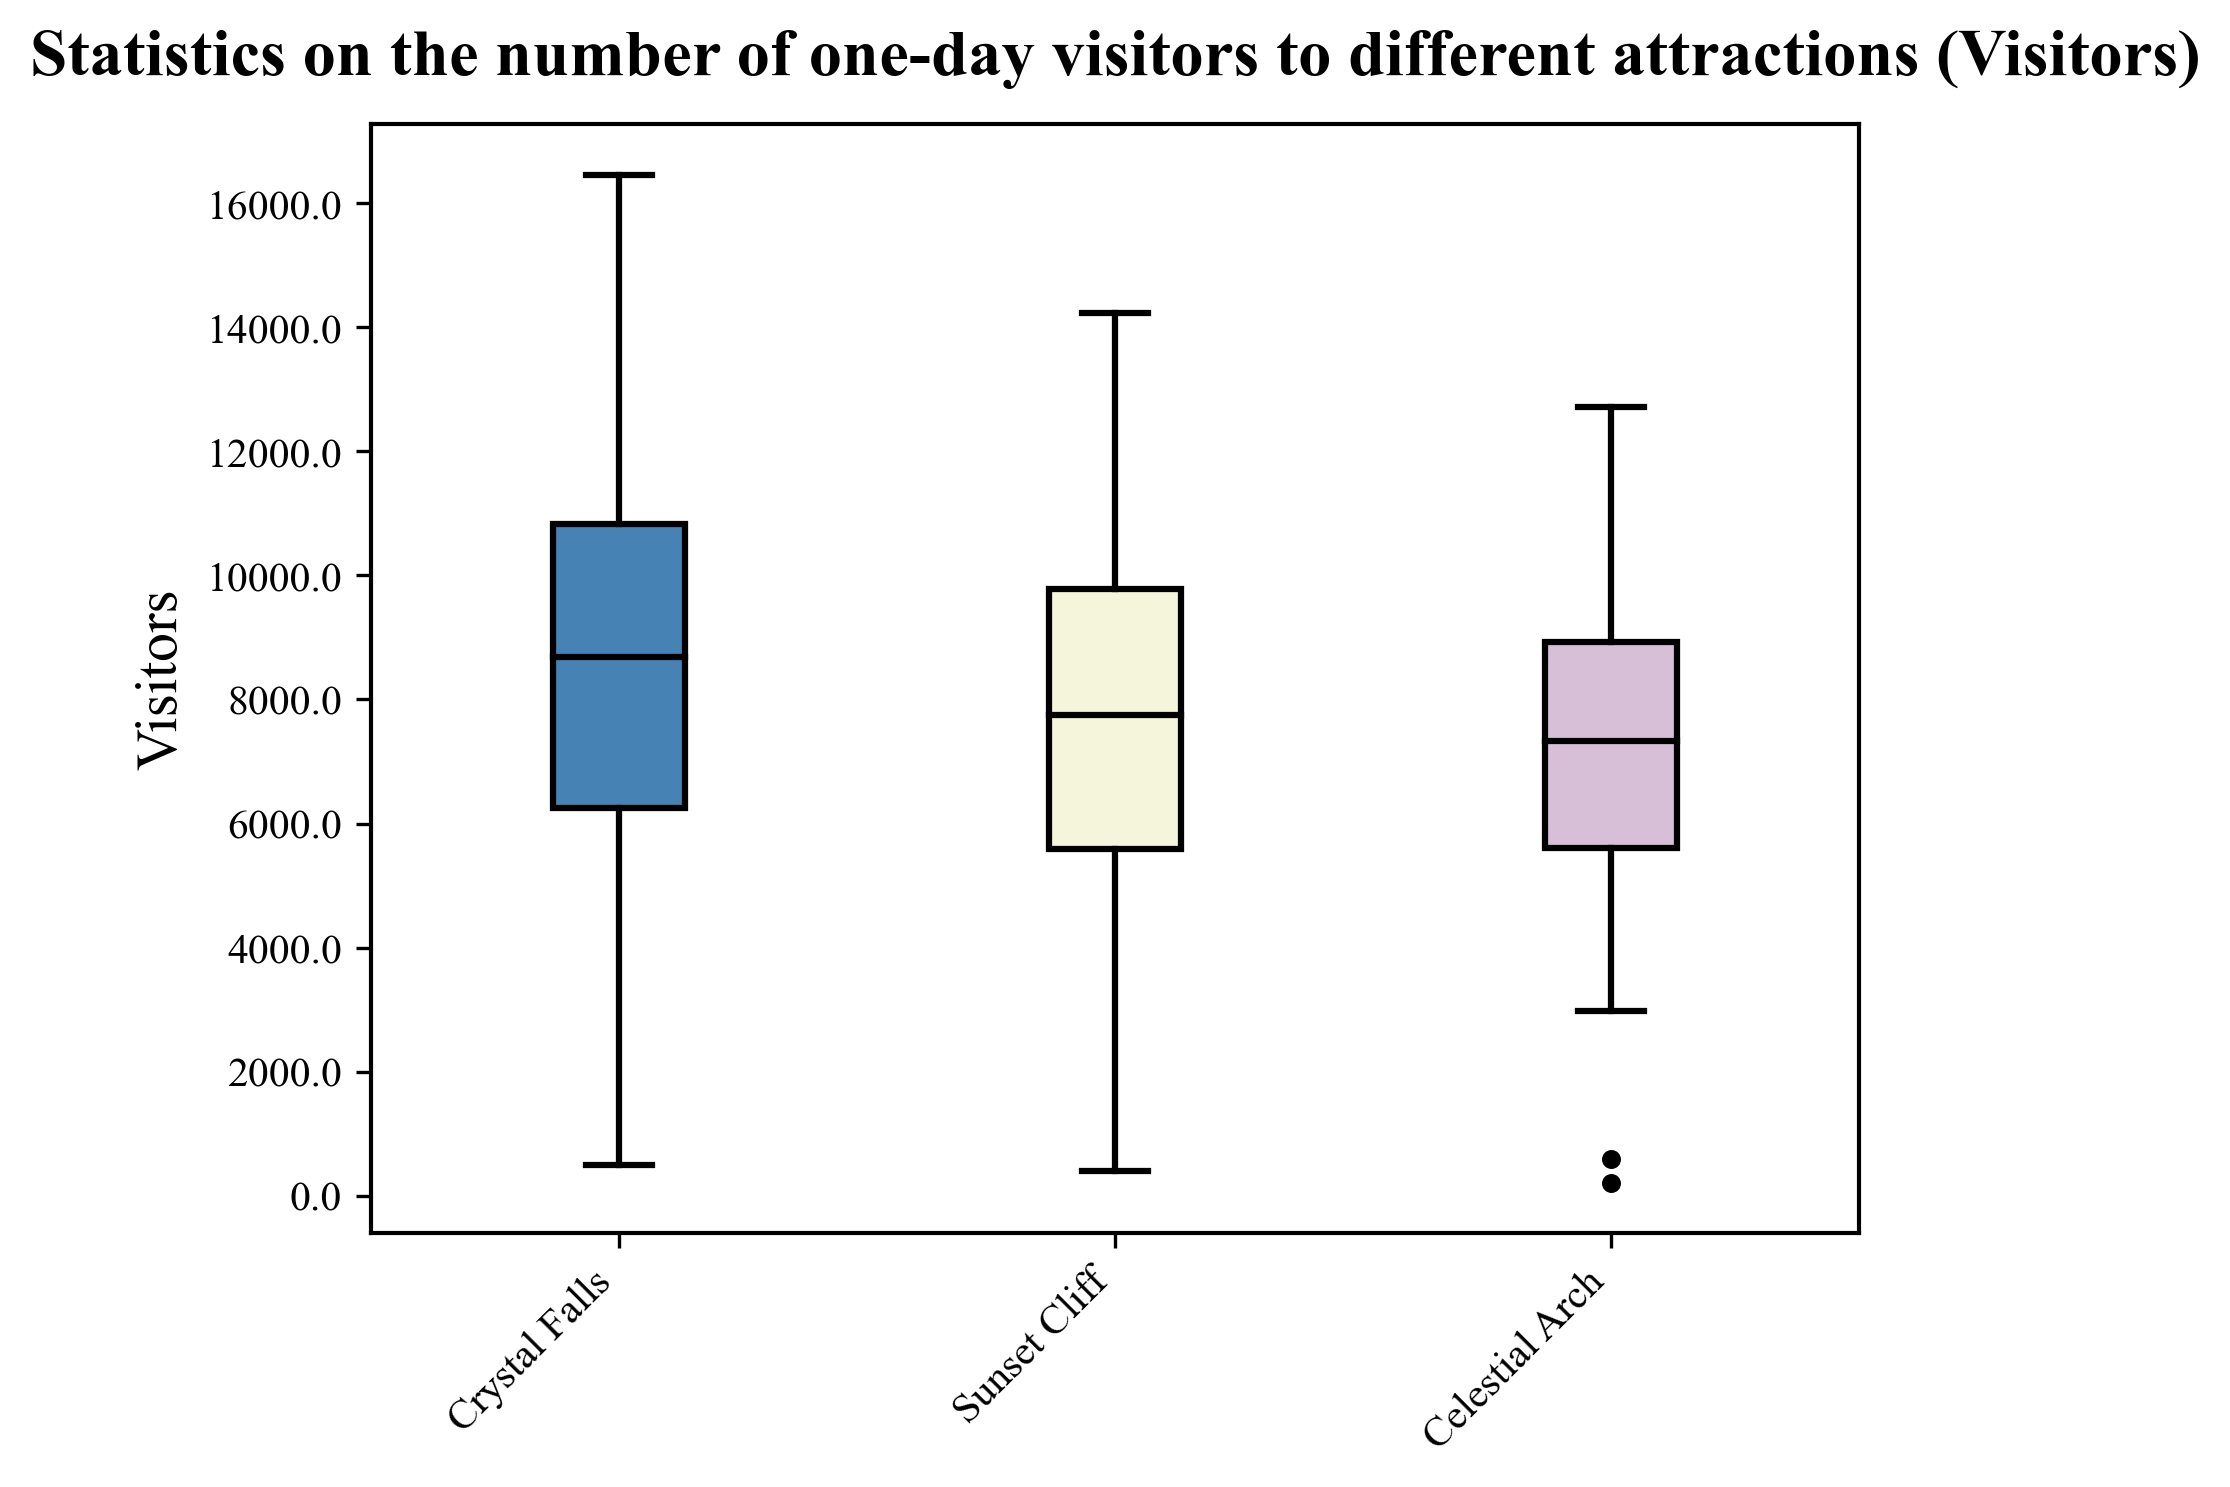 Statistics on the number of one-day visitors to different attractions (Visitors)
Visitors
16000.0
14000.0
12000.0
10000.0
8000.0
6000.0
4000.0
2000.0
0.0
Crystal Falls
Sunset Cliff
Celestial Arch